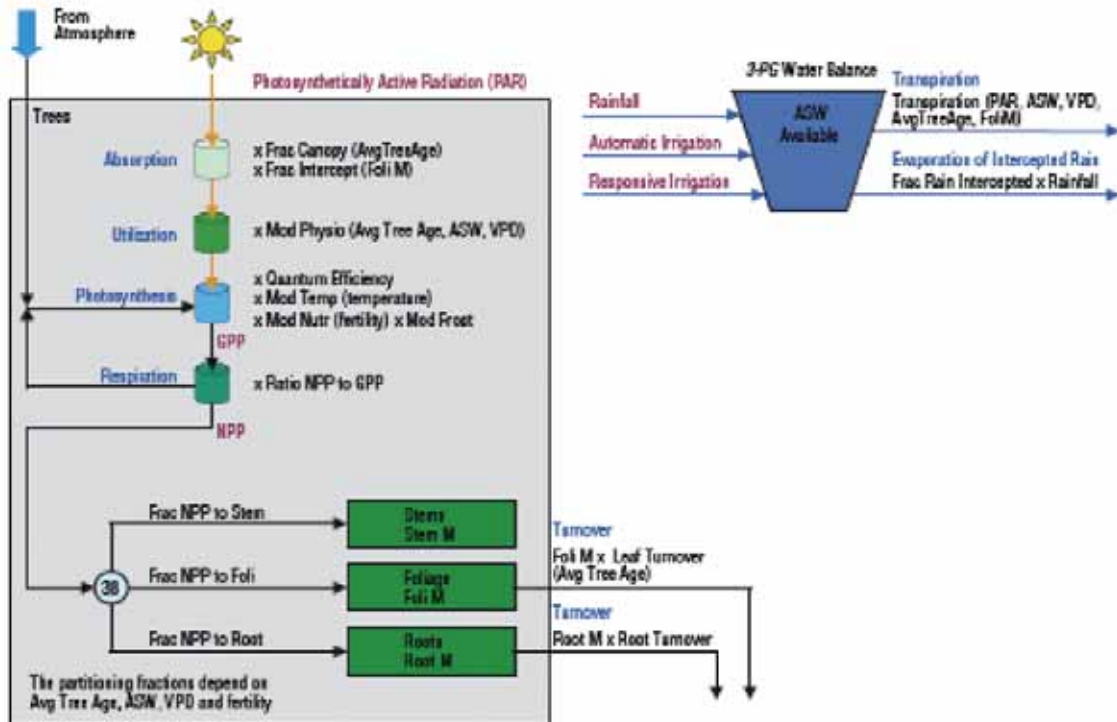 From
Atmosphere
Photosynthetically Active Radiation (PAR)
Trees
Absorption
x Frac Canopy (AvgTreeAge)
x Frac Intercept (Foli M)
Utilization
x Mod Physio (Avg Tree Age, ASW, VPD)
x Quantum Efficiency
Photosynthesis
x Mod Temp (temperature)
x Mod Nutr (fertility) x Mod Frost
GPP
Respiration
x Ratio NPP to GPP
NPP
Frac NPP to Stem
Stems
Stem M
3B
Frac NPP to Foli
Foliage
Foli M
Frac NPP to Root
Roots
Root M
The partitioning fractions depend on
Avg Tree Age, ASW, VPD and fertility
Turnover
Foli M x Leaf Turnover
(Avg Tree Age)
Turnover
Root M x Root Turnover
3-PG Water Balance
Rainfall
Automatic Irrigation
Responsive Irrigation
ASW
Available
Transpiration
Transpiration (PAR, ASW, VPD,
AvgTreeAge, FoliM)
Evaporation of Intercepted Rain
Frac Rain Intercepted x Rainfall